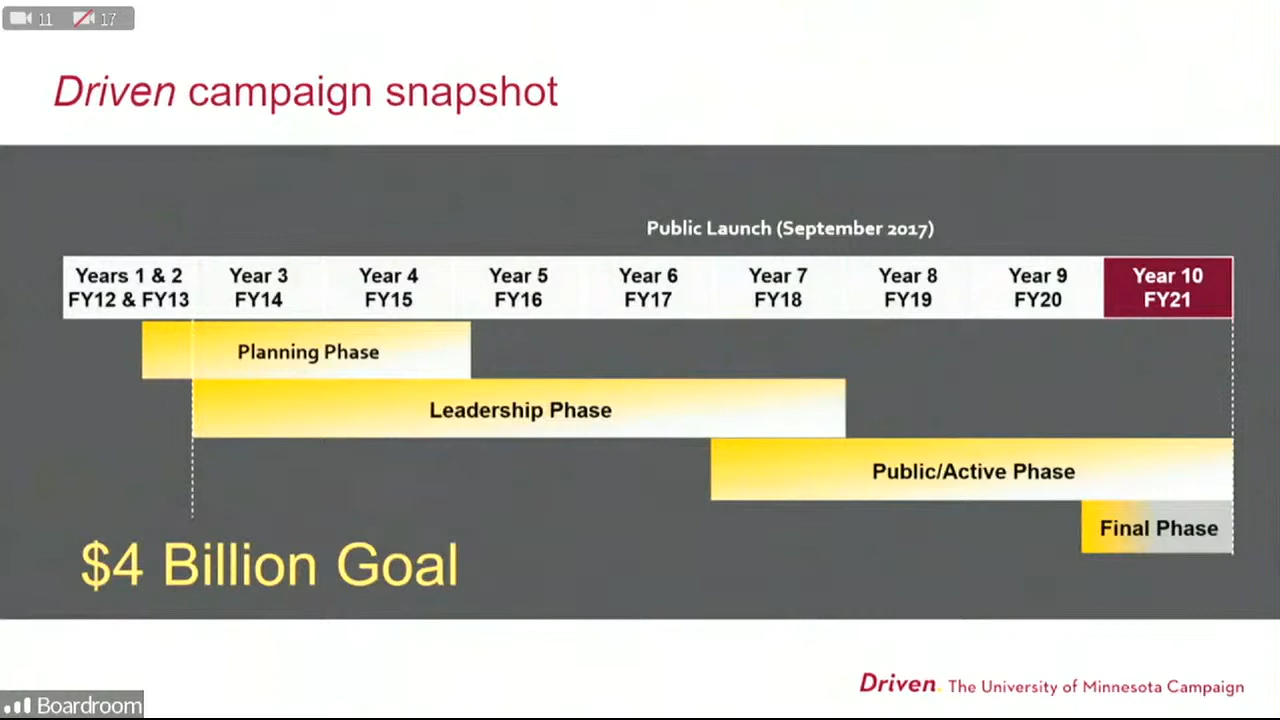 11 17
Driven campaign snapshot
Public Launch (September 2017)
Years 1 & 2 Year 3 Year 4 Year 5 Year 6 Year 7 Year 8 Year 9 Year 10
FY12 & FY13 FY14 FY15 FY16 FY17 FY18 FY19 FY20 FY21
Planning Phase
Leadership Phase
Public/Active Phase
Final Phase
$4 Billion Goal
Driven. The University of Minnesota Campaign
Boardroom